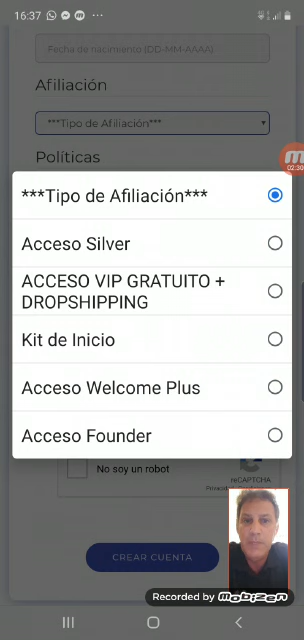 16:37
Fecha de nacimiento (DD-MM-AAAA)
Afiliación
***Tipo de Afiliación***
Políticas
02:30
***Tipo de Afiliación***
Acceso Silver
ACCESO VIP GRATUITO +
DROPSHIPPING
Kit de Inicio
Acceso Welcome Plus
Acceso Founder
No soy un robot
reCAPTCHA
CREAR CUENTA
Recorded by mobizen